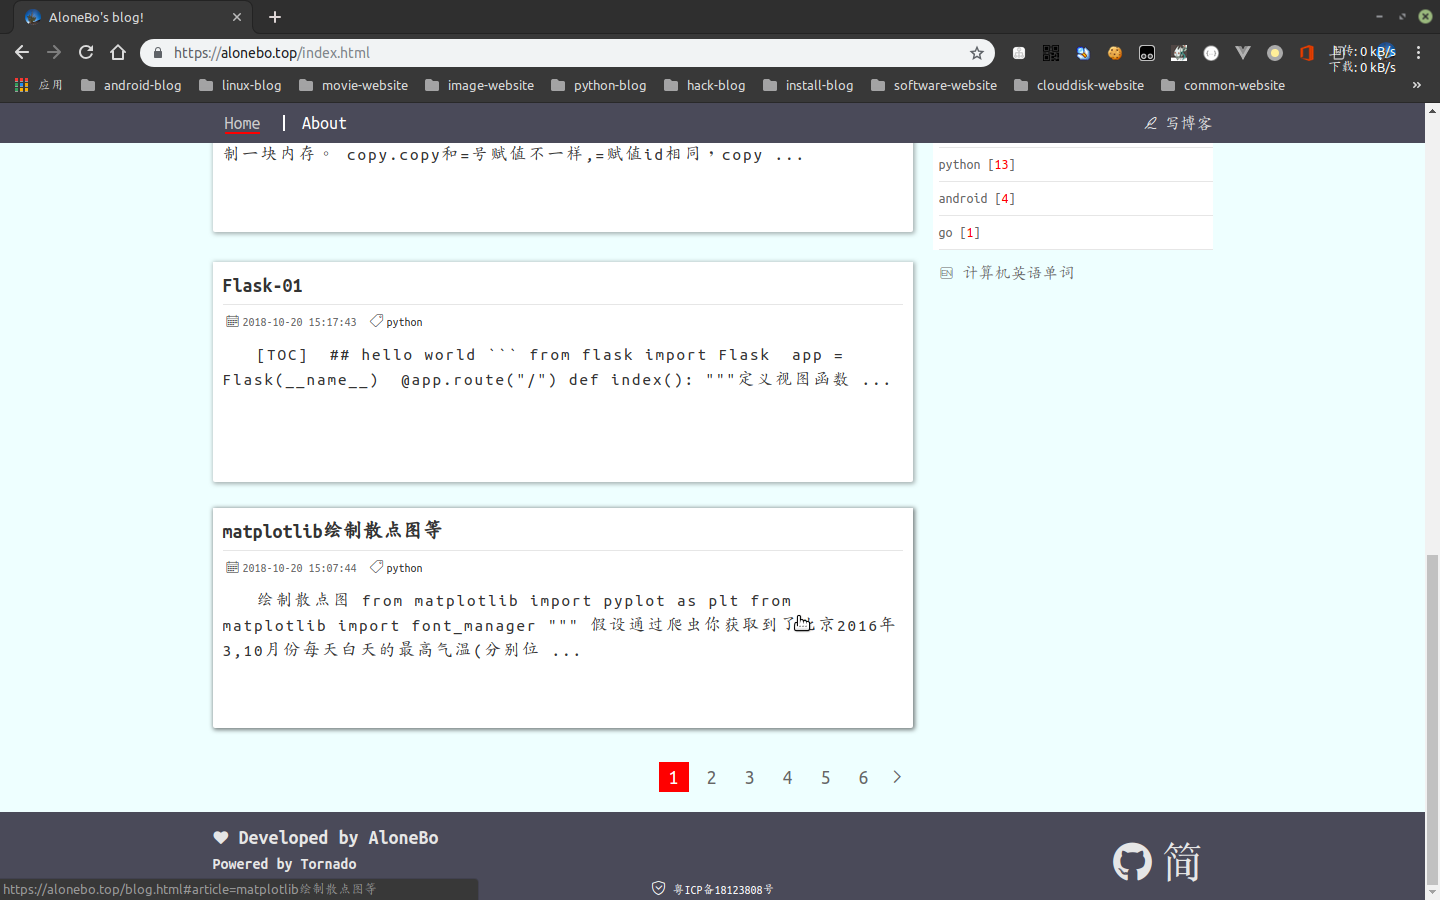 AloneBo's blog!
https://alonebo.top/index.html
下载:0 kB/s
应用
android-blog
linux-blog
movie-website
image-website
python-blog
hack-blog
install-blog
software-website
clouddisk-website
common-website
Home
About
写博客
制一块内存。 copy.copy和=号赋值不一样,=赋值id相同，copy ...
python [13]
android [4]
go [1]
EN 计算机英语单词
Flask-01
2018-10-20 15:17:43 python
[TOC] ## hello world ``` from flask import Flask app =
Flask(__name__) @app.route("/") def index(): """定义视图函数 ...
matplotlib绘制散点图等
2018-10-20 15:07:44 python
绘制散点图 from matplotlib import pyplot as plt from
matplotlib import font_manager """ 假设通过爬虫你获取到了北京2016年
3,10月份每天白天的最高气温(分别位 ...
1 2 3 4 5 6 >
Developed by AloneBo
Powered by Tornado
简
https://alonebo.top/blog.html#article=matplotlib绘制散点图等
粤ICP备18123808号